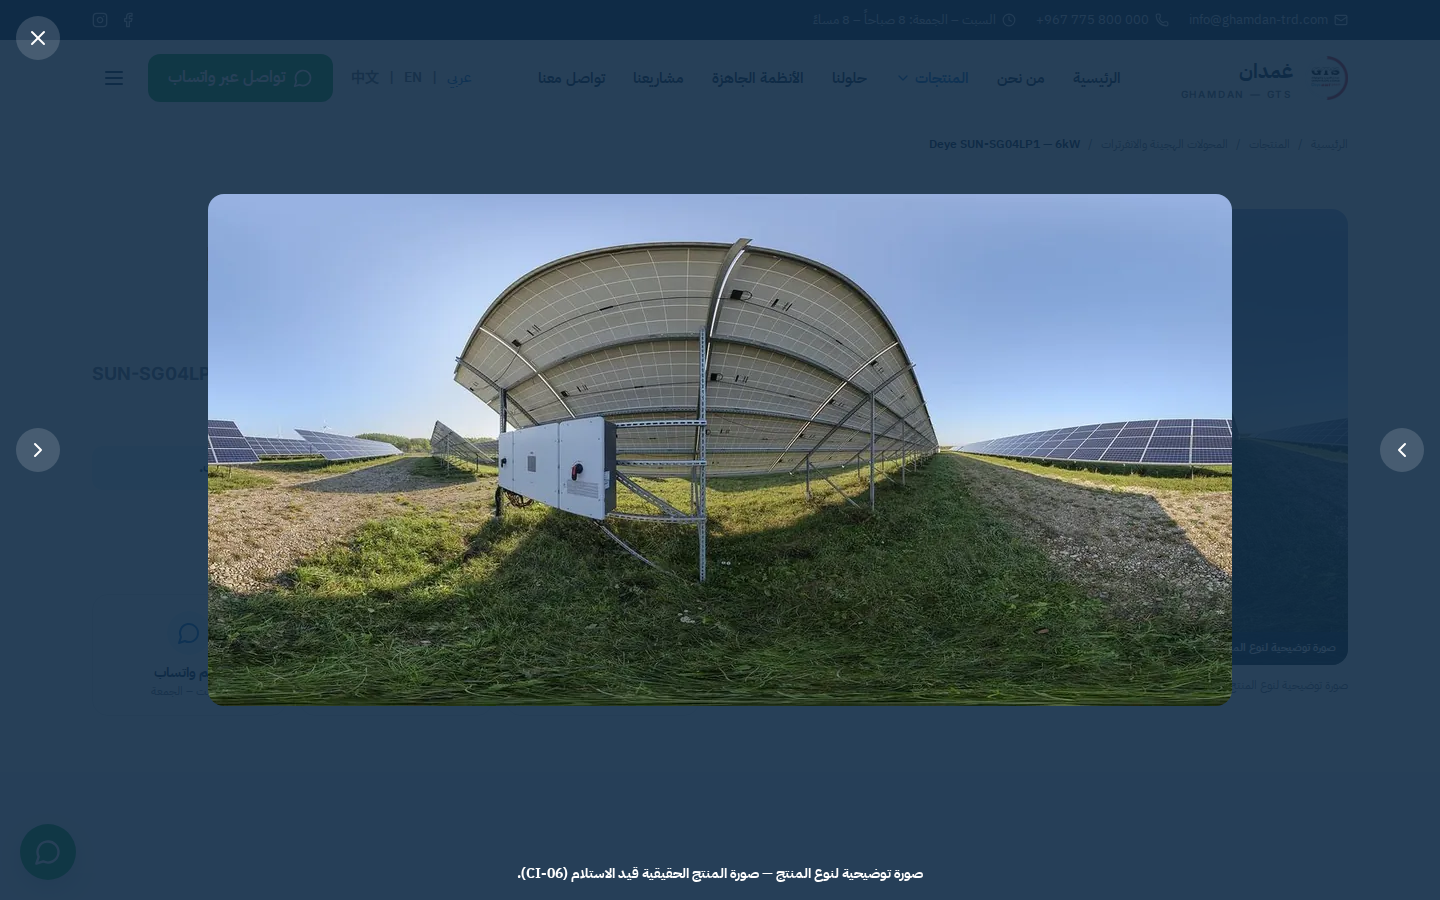 info@ghamdan-trd.com
+967 775 800 000
السبت – الجمعة: 8 صباحاً – 8 مساءً
غمدان
GHAMDAN — GTS
الرئيسية
من نحن
المنتجات
حلولنا
الأنظمة الجاهزة
مشاريعنا
تواصل معنا
عربي | EN | 中文
تواصل عبر واتساب
الرئيسية / المنتجات / المحولات الهجينة والانفرترات / Deye SUN-SG04LP1 — 6kW
SUN-SG04LP
صورة توضيحية لنوع
صورة توضيحية لنوع المنتج
واتساب
– الجمعة
صورة توضيحية لنوع المنتج — صورة المنتج الحقيقية قيد الاستلام (CI-06).